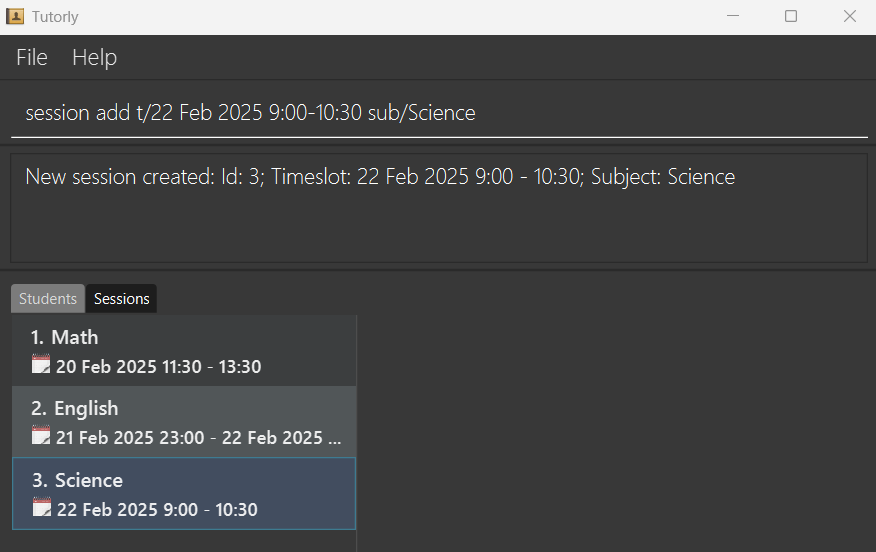 Tutorly
File Help
session add t/22 Feb 2025 9:00-10:30 sub/Science
New session created: Id: 3; Timeslot: 22 Feb 2025 9:00 - 10:30; Subject: Science
Students Sessions
1. Math
20 Feb 2025 11:30 - 13:30
2. English
21 Feb 2025 23:00 - 22 Feb 2025 ...
3. Science
22 Feb 2025 9:00 - 10:30